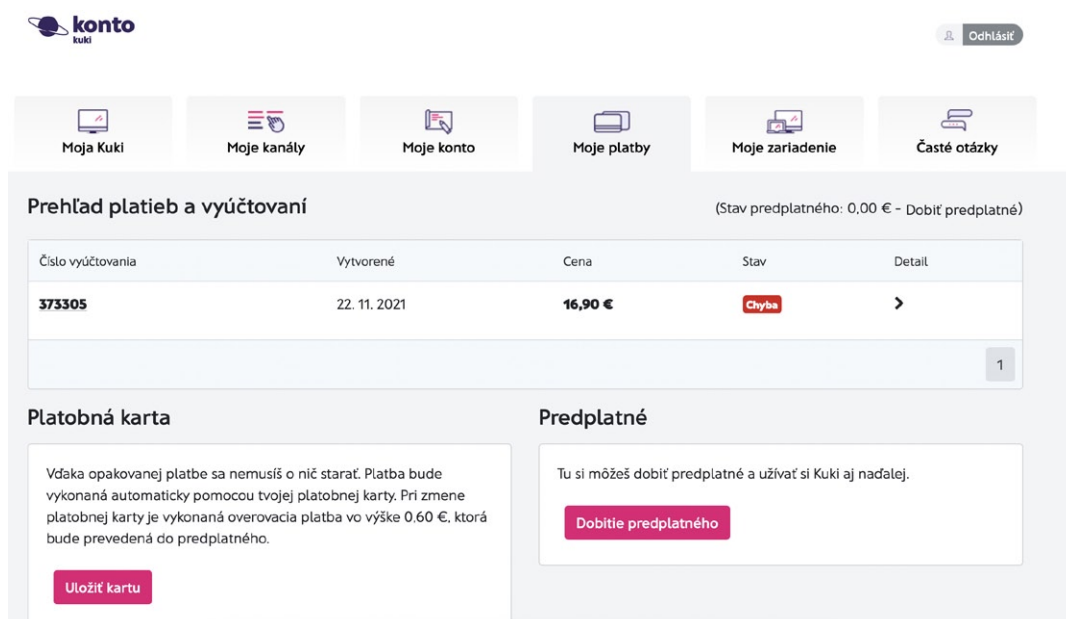 konto
kuki
Odhlásiť
Moja Kuki
Moje kanály
Moje konto
Moje platby
Moje zariadenie
Časté otázky
Prehľad platieb a vyúčtovaní
(Stav predplatného: 0,00 € - Dobiť predplatné)
Číslo vyúčtovania Vytvorené Cena Stav Detail
373305 22. 11. 2021 16,90 € Chyba
1
Platobná karta
Vďaka opakovanej platbe sa nemusíš o nič starať. Platba bude
vykonaná automaticky pomocou tvojej platobnej karty. Pri zmene
platobnej karty je vykonaná overovacia platba vo výške 0,60 €, ktorá
bude prevedená do predplatného.
Uložiť kartu
Predplatné
Tu si môžeš dobiť predplatné a užívať si Kuki aj naďalej.
Dobitie predplatného